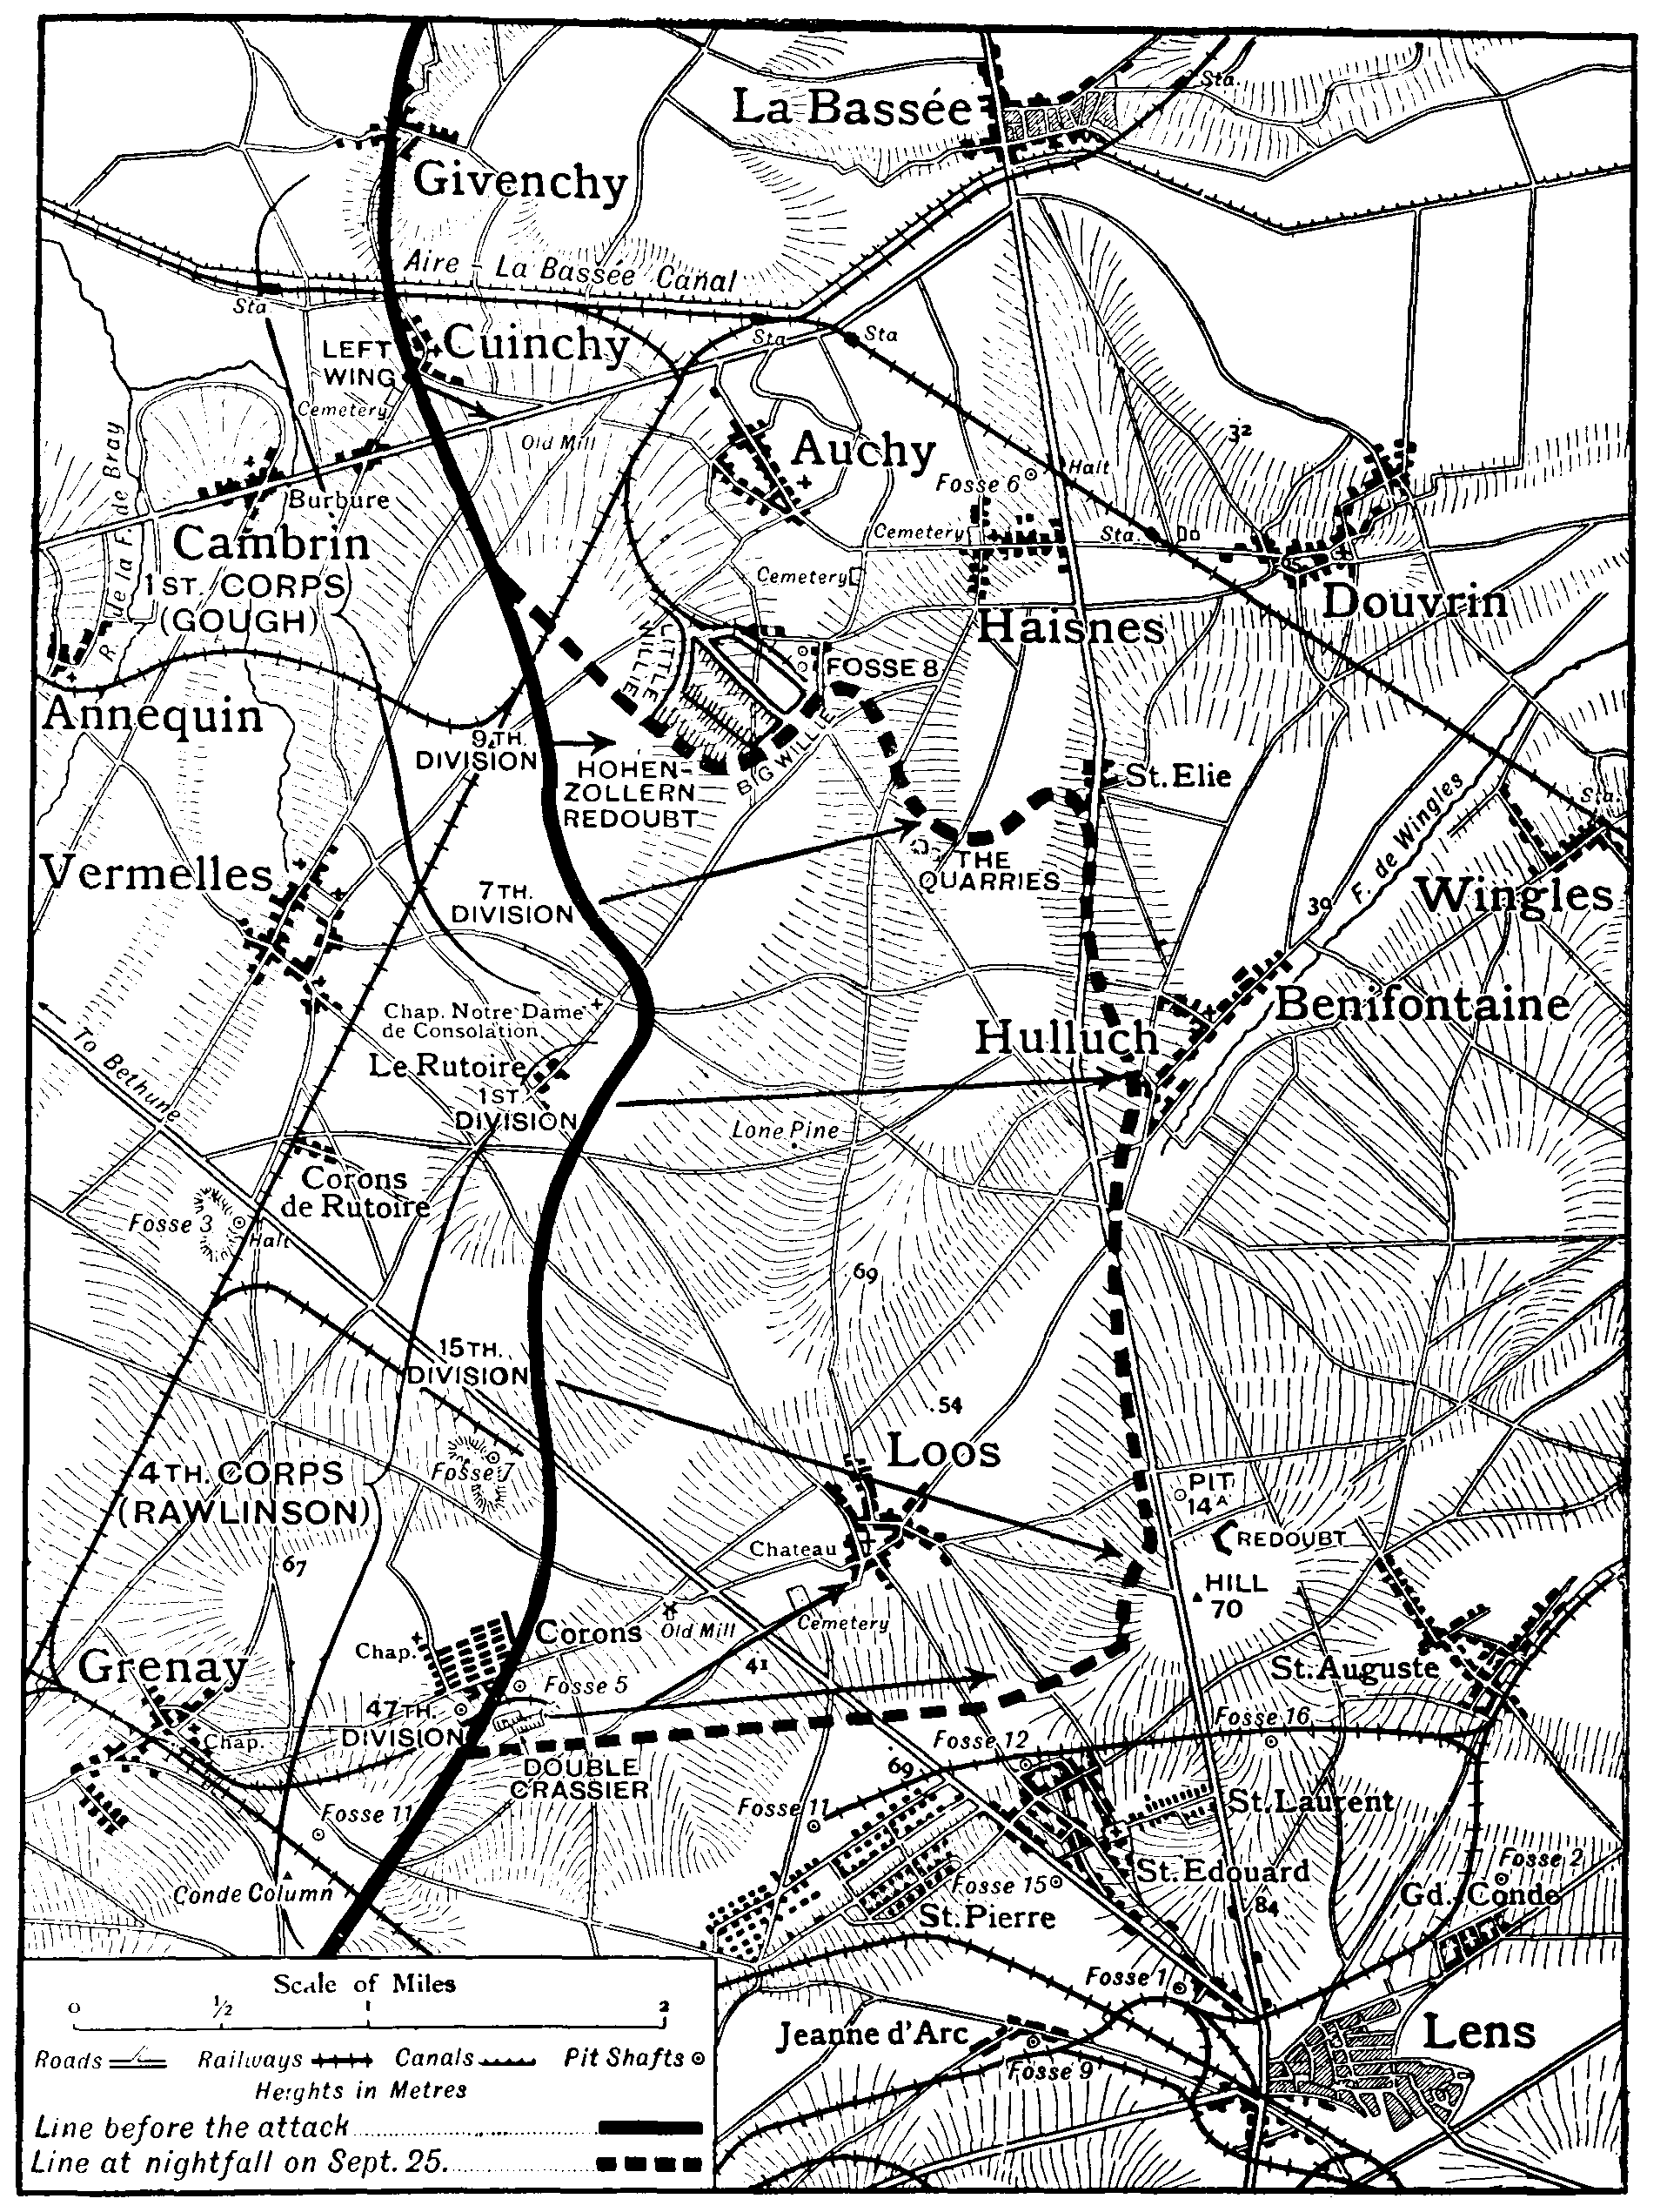 La Bassée
Sta.
Givenchy
Aire – La Bassée Canal
Sta.
Cuinchy
LEFT
WING
Sta
Sta
Cemetery
Old Mill
R. de la F. de Bray
Auchy
32
Halt
Fosse 6
Burbure
Cambrin
Cemetery
Sta.
Do
1ST. CORPS
(GOUGH)
Cemetery
Douvrin
Haisnes
LITTLE
WILLIE
FOSSE 8
Annequin
9TH.
DIVISION
BIG WILLIE
HOHEN-
ZOLLERN
REDOUBT
St. Elie
Sta.
F. de Wingles
Vermelles
THE
QUARRIES
7TH.
DIVISION
39
Wingles
Chap. Notre Dame
de Consolation
Benifontaine
Hulluch
To Bethune
Le Rutoire
1ST
DIVISION
Lone Pine
Corons
de Rutoire
Fosse 3
Halt
69
15TH.
DIVISION
.54
Loos
4TH. CORPS
(RAWLINSON)
Fosse 7
PIT
14 'A'
Chateau
REDOUBT
67
HILL
70
Corons
Old Mill
Cemetery
Chap.
Grenay
41
St. Auguste
Fosse 5
47TH.
DIVISION
Fosse 16
Chap.
Fosse 12
DOUBLE
CRASSIER
69
Fosse 11
Fosse 11
St. Laurent
St. Edouard
Fosse 2
Conde Column
Fosse 15
Gd. Conde
St. Pierre
84
Fosse 1
Jeanne d'Arc
Lens
Fosse 9
Scale of Miles
0 ½ 1 2
Roads Railways Canals Pit Shafts
Heights in Metres
Line before the attack
Line at nightfall on Sept. 25.